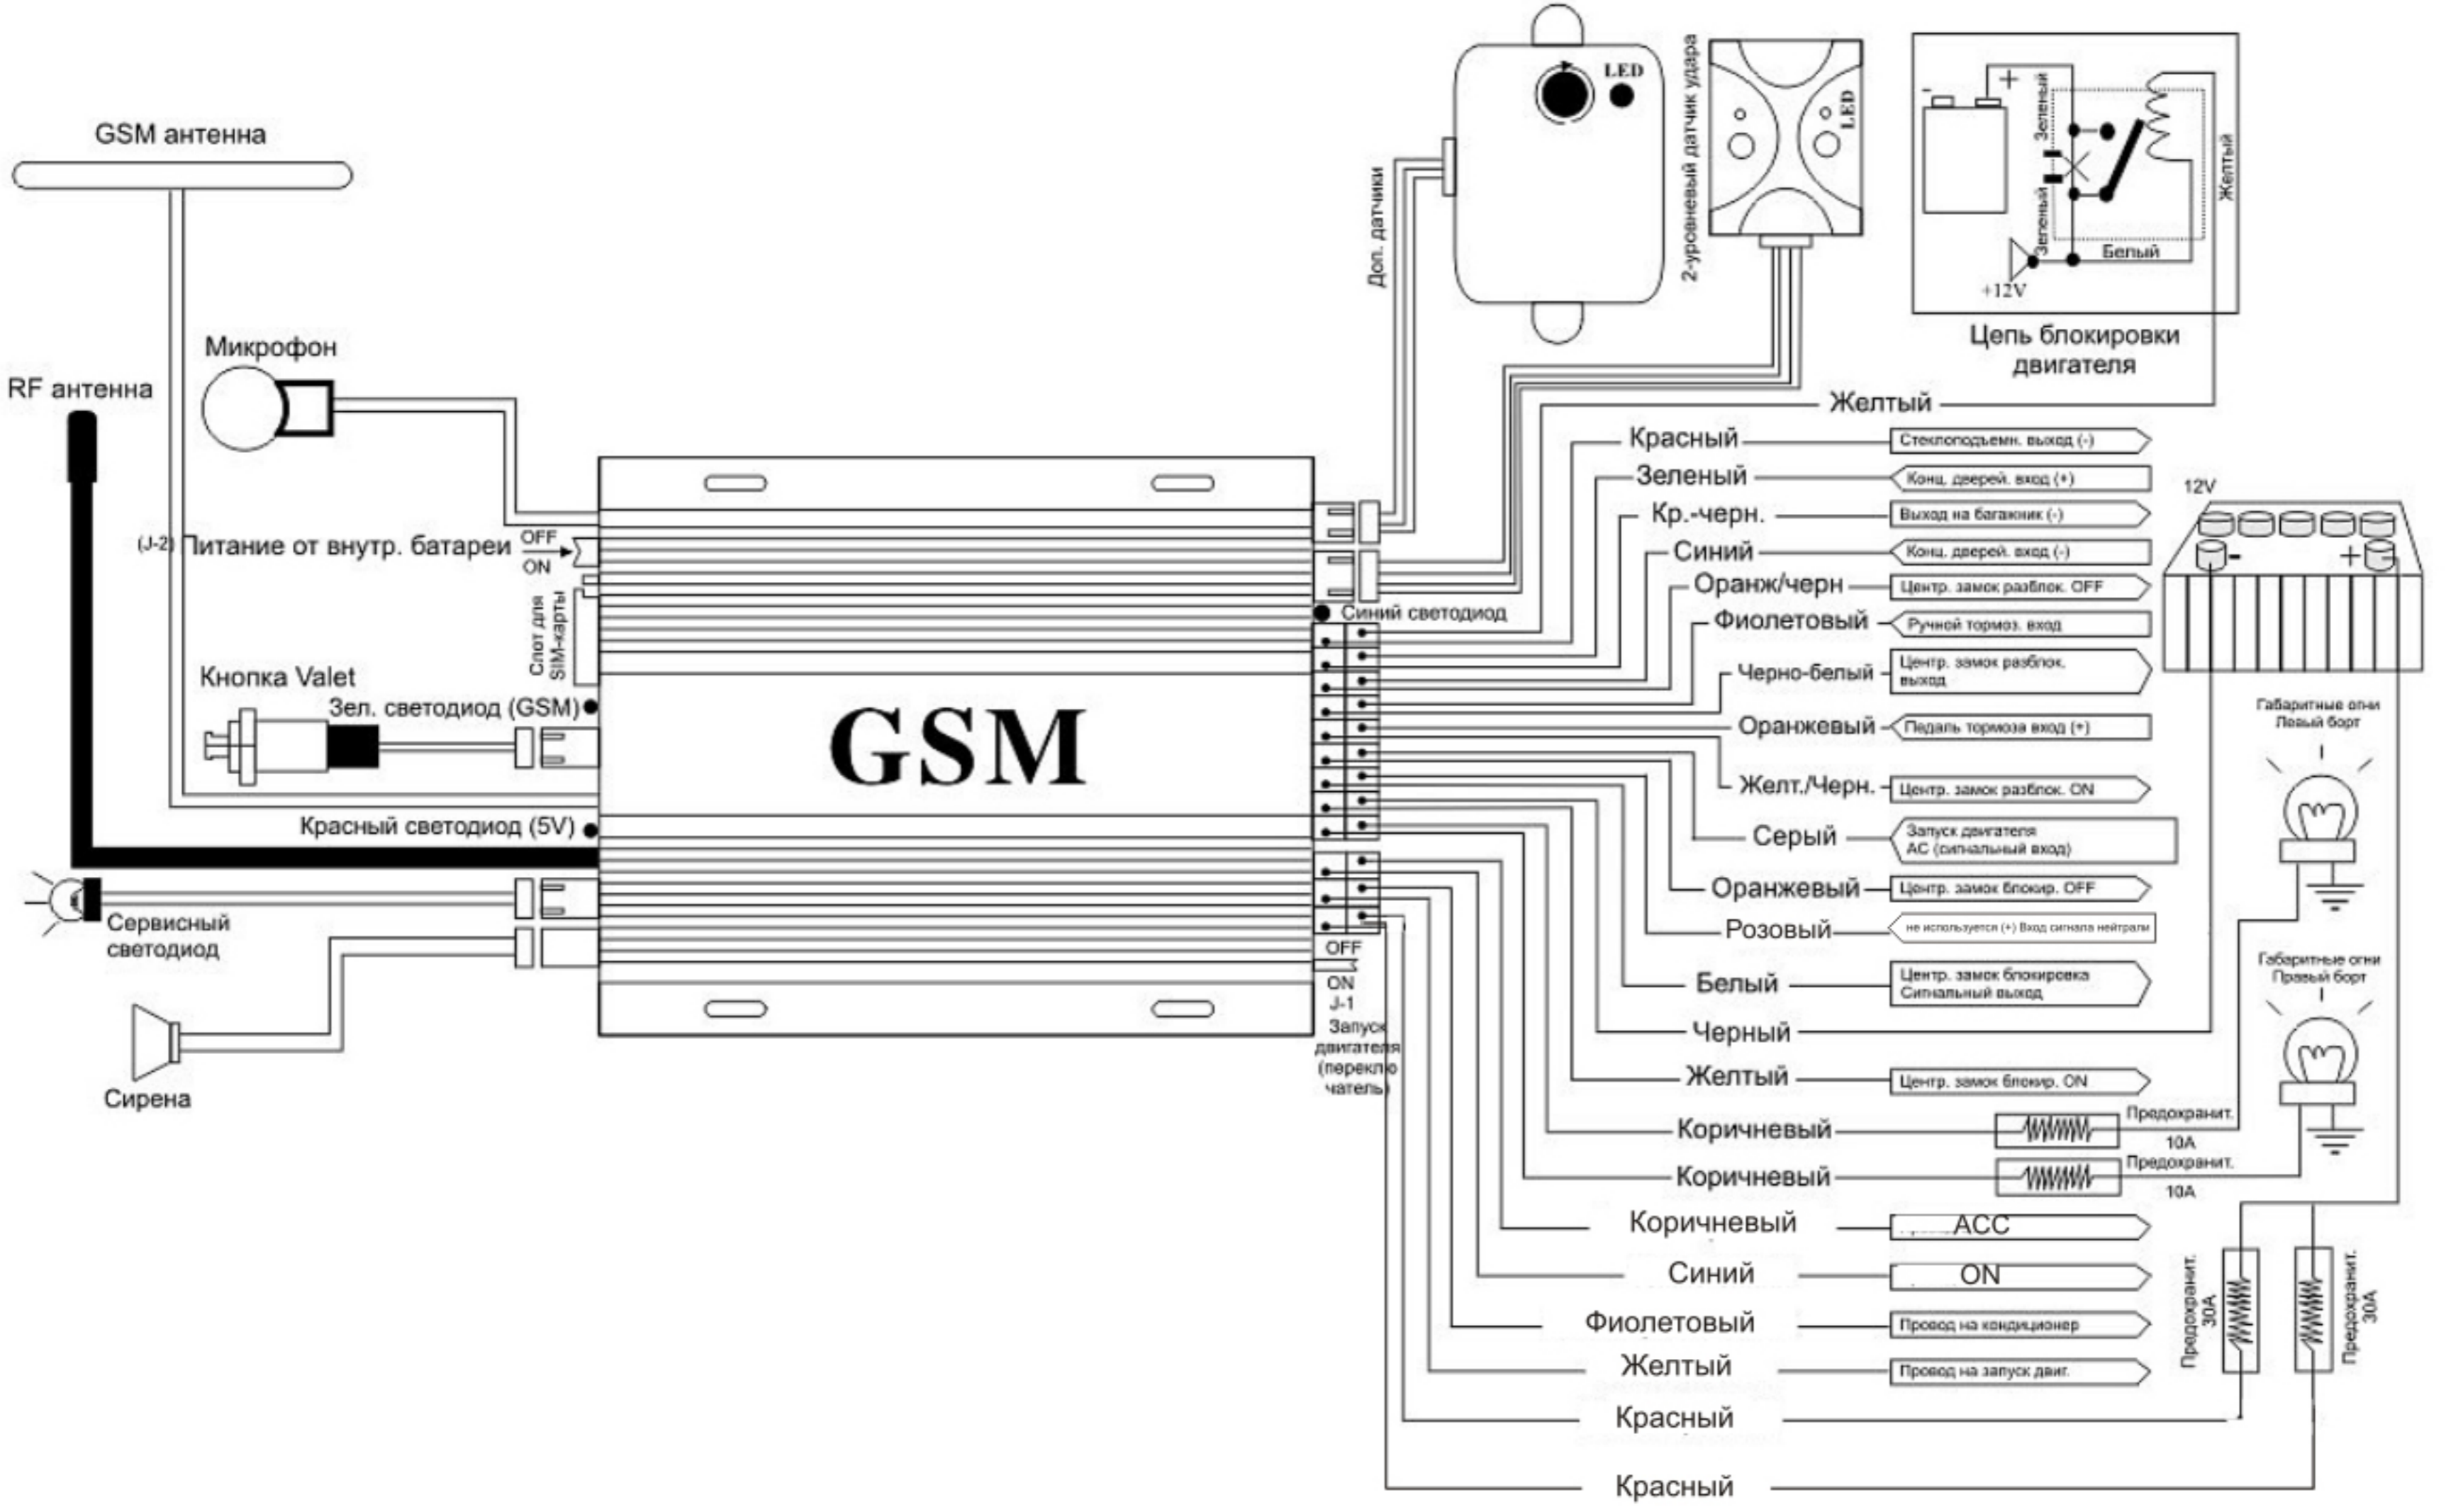 GSM антенна
Микрофон
RF антенна
(J-2)
Питание от внутр. батареи
OFF
ON
Слот для
SIM-карты
Кнопка Valet
Зел. светодиод (GSM)
Красный светодиод (5V)
Сервисный
светодиод
Сирена
GSM
Доп. датчики
LED
2-уровневый датчик удара
LED
-
+
Зеленый
Зеленый
Белый
Желтый
+12V
Цепь блокировки
двигателя
Синий светодиод
OFF
ON
J-1
Запуск
двигателя
(переклю
чатель)
Желтый
Красный
Стеклоподъемн. выход (-)
Зеленый
Конц. дверей. вход (+)
Кр.-черн.
Выход на багажник (-)
Синий
Конц. дверей. вход (-)
Оранж/черн
Центр. замок разблок. OFF
Фиолетовый
Ручной тормоз. вход
Черно-белый
Центр. замок разблок.
выход
Оранжевый
Педаль тормоза вход (+)
Желт./Черн.
Центр. замок разблок. ON
Серый
Запуск двигателя
АС (сигнальный вход)
Оранжевый
Центр. замок блокир. OFF
Розовый
не используется (+) Вход сигнала нейтрали
Белый
Центр. замок блокировка
Сигнальный выход
Черный
Желтый
Центр. замок блокир. ON
Коричневый
Предохранит.
10А
Коричневый
Предохранит.
10А
Коричневый
ACC
Синий
ON
Фиолетовый
Провод на кондиционер
Желтый
Провод на запуск двиг.
Красный
Красный
12V
-
+
Габаритные огни
Левый борт
Габаритные огни
Правый борт
Предохранит.
30А
Предохранит.
30А